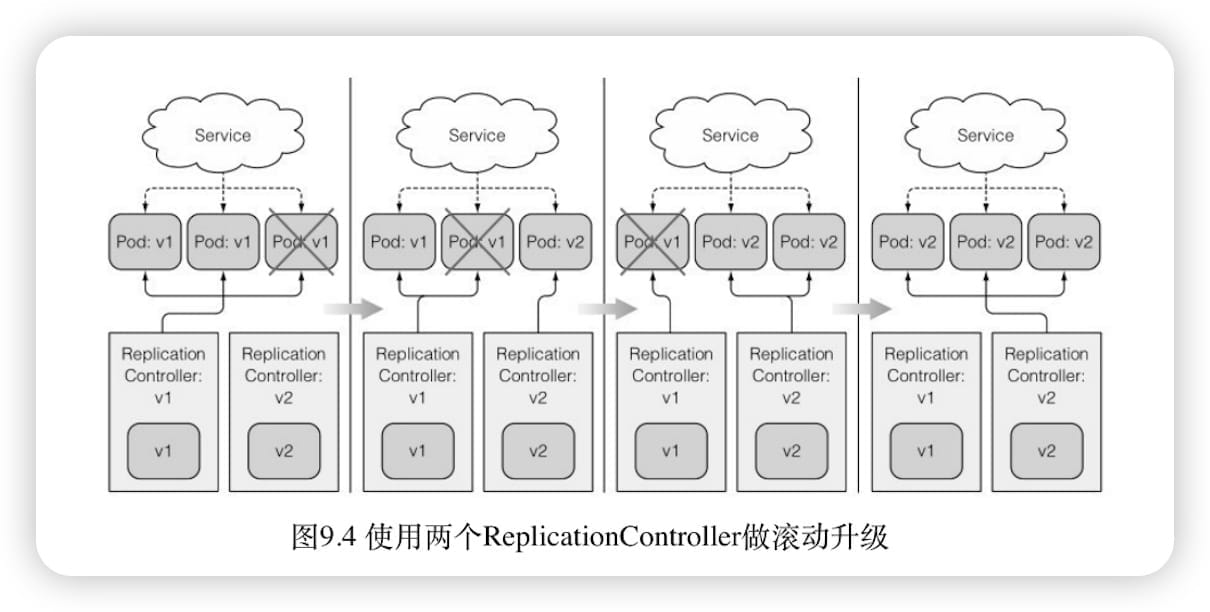 Service
Service
Service
Service
Pod: v1
Pod: v1
Pod: v1
Pod: v1
Pod: v1
Pod: v2
Pod: v1
Pod: v2
Pod: v2
Pod: v2
Pod: v2
Pod: v2
Replication
Controller:
v1
v1
Replication
Controller:
v2
v2
Replication
Controller:
v1
v1
Replication
Controller:
v2
v2
Replication
Controller:
v1
v1
Replication
Controller:
v2
v2
Replication
Controller:
v1
v1
Replication
Controller:
v2
v2
图9.4 使用两个ReplicationController做滚动升级